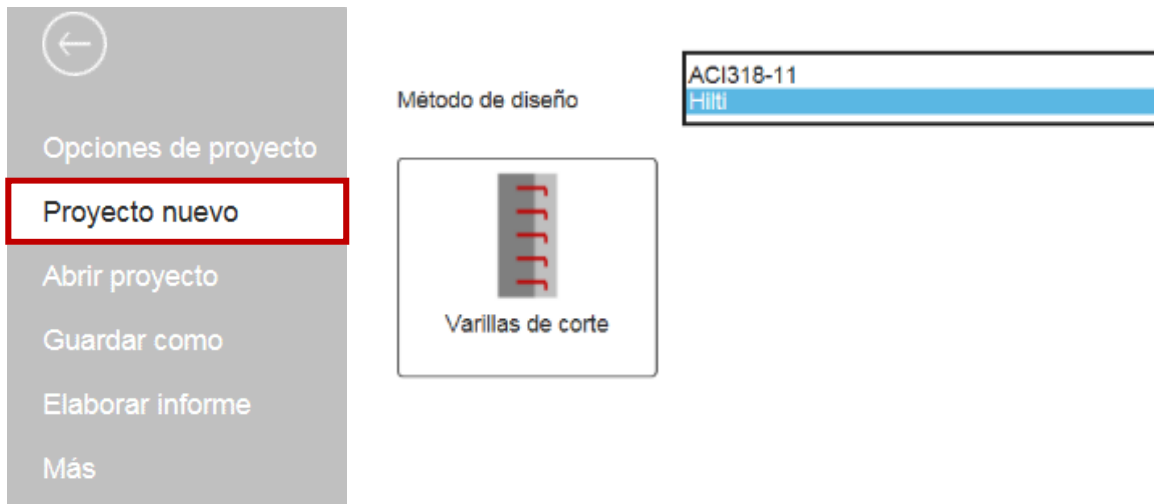 Opciones de proyecto
Proyecto nuevo
Abrir proyecto
Guardar como
Elaborar informe
Más
Método de diseño
ACI318-11
Hilti
Varillas de corte